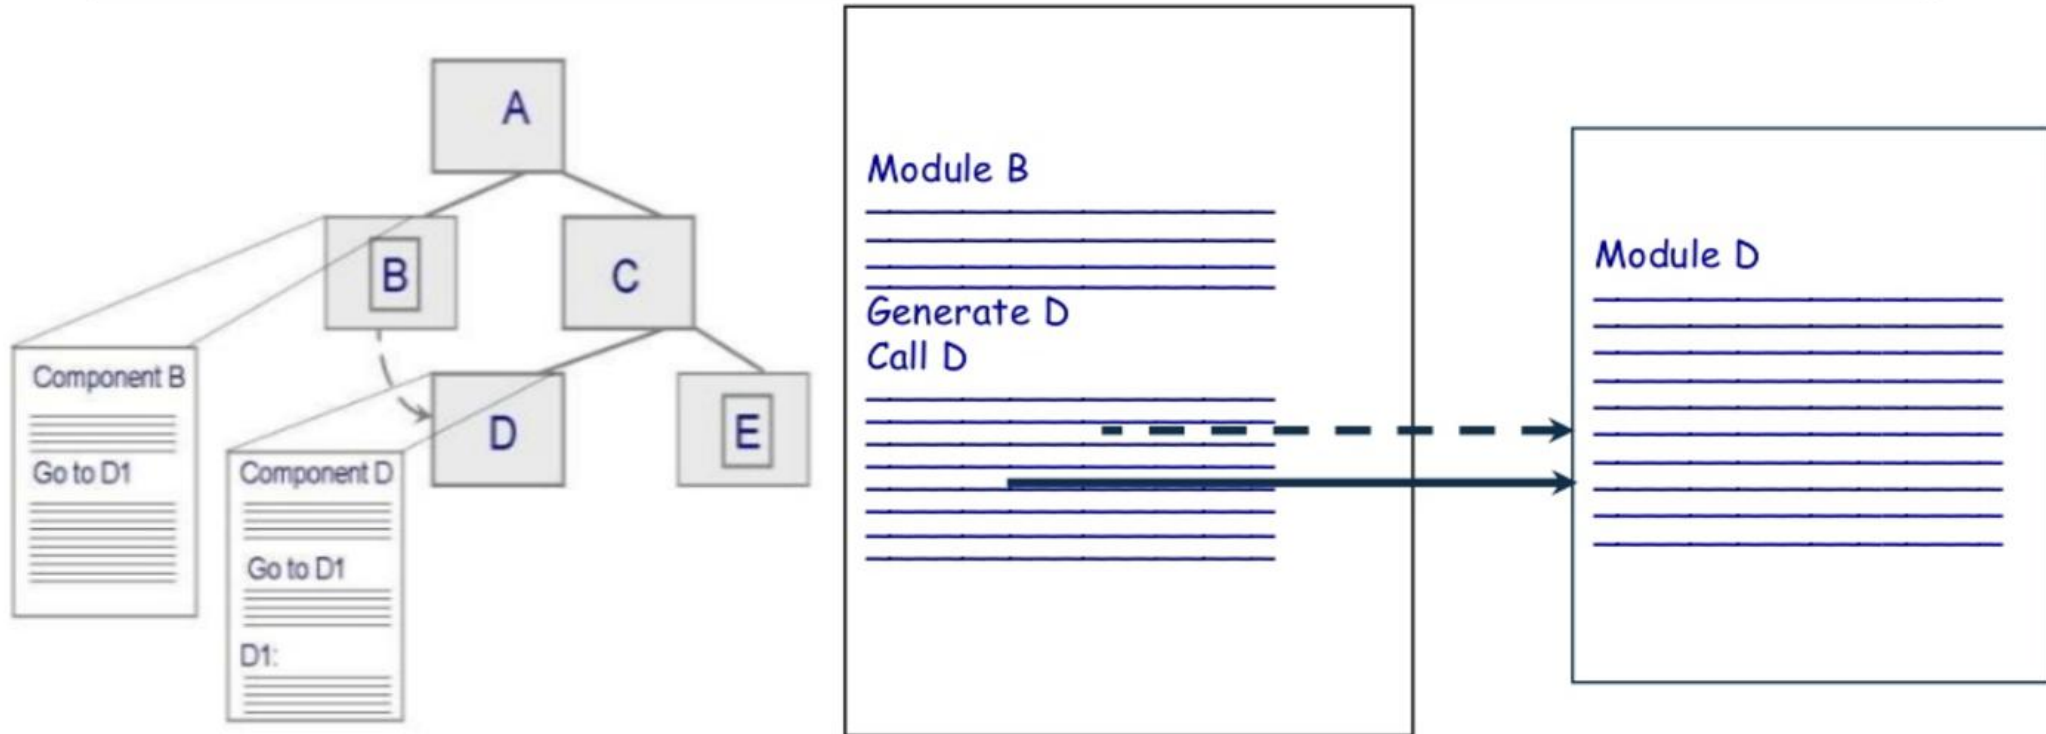 A
B
C
D
E
Component B
Go to D1
Component D
Go to D1
D1:
Module B
Generate D
Call D
Module D